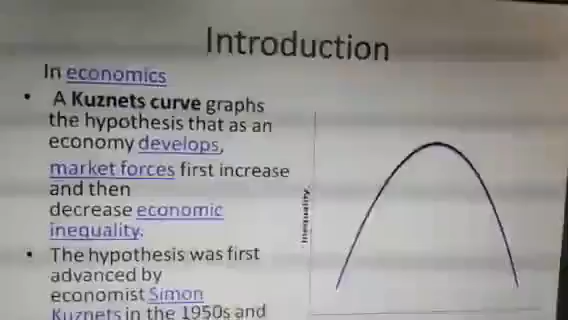 Introduction
In economics
• A Kuznets curve graphs
the hypothesis that as an
economy develops,
market forces first increase
and then
decrease economic
inequality.
• The hypothesis was first
advanced by
economist Simon
Kuznets in the 1950s and
Inequality